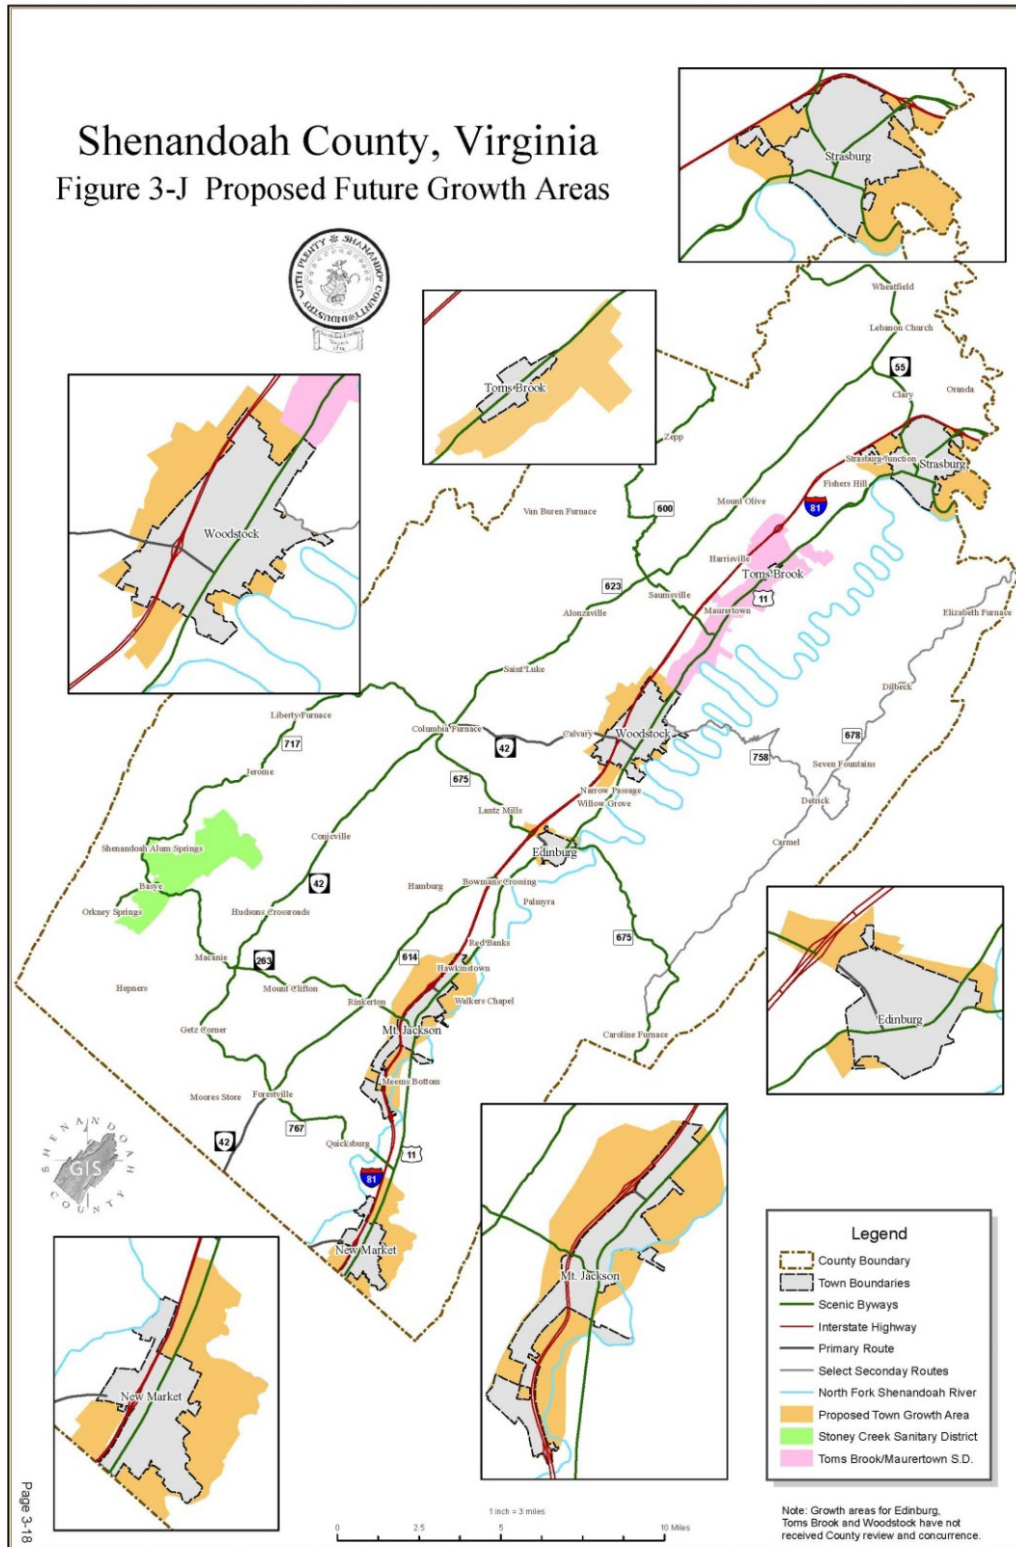 Shenandoah County, Virginia
Figure 3-J  Proposed Future Growth Areas
Strasburg
Toms Brook
Woodstock
Wheatfield
Lebanon Church
55
Clary
Oranda
Zepp
Strasburg Junction
Strasburg
Fishers Hill
Mount Olive
Van Buren Furnace
600
81
Harrisville
Toms Brook
623
Saumsville
11
Alonzaville
Maurertown
Elizabeth Furnace
Saint Luke
Dilbeck
Liberty Furnace
Columbia Furnace
Calvary
Woodstock
678
717
42
758
Seven Fountains
Jerome
675
Narrow Passage
Detrick
Lantz Mills
Willow Grove
Conicville
Carmel
Shenandoah Alum Springs
Edinburg
42
Hamburg
Bowmans Crossing
Basye
Palmyra
Orkney Springs
Hudsons Crossroads
675
Red Banks
Macanie
263
614
Hawkinstown
Hepners
Mount Clifton
Rinkerton
Walkers Chapel
Edinburg
Getz Corner
Mt. Jackson
Caroline Furnace
Meems Bottom
Moores Store
Forestville
42
767
Quicksburg
11
81
SHENANDOAH
GIS
COUNTY
New Market
Mt. Jackson
New Market
Legend
County Boundary
Town Boundaries
Scenic Byways
Interstate Highway
Primary Route
Select Seconday Routes
North Fork Shenandoah River
Proposed Town Growth Area
Stoney Creek Sanitary District
Toms Brook/Maurertown S.D.
1 inch = 3 miles
0 2.5 5 10 Miles
Note: Growth areas for Edinburg,
Toms Brook and Woodstock have not
received County review and concurrence.
Page 3-18